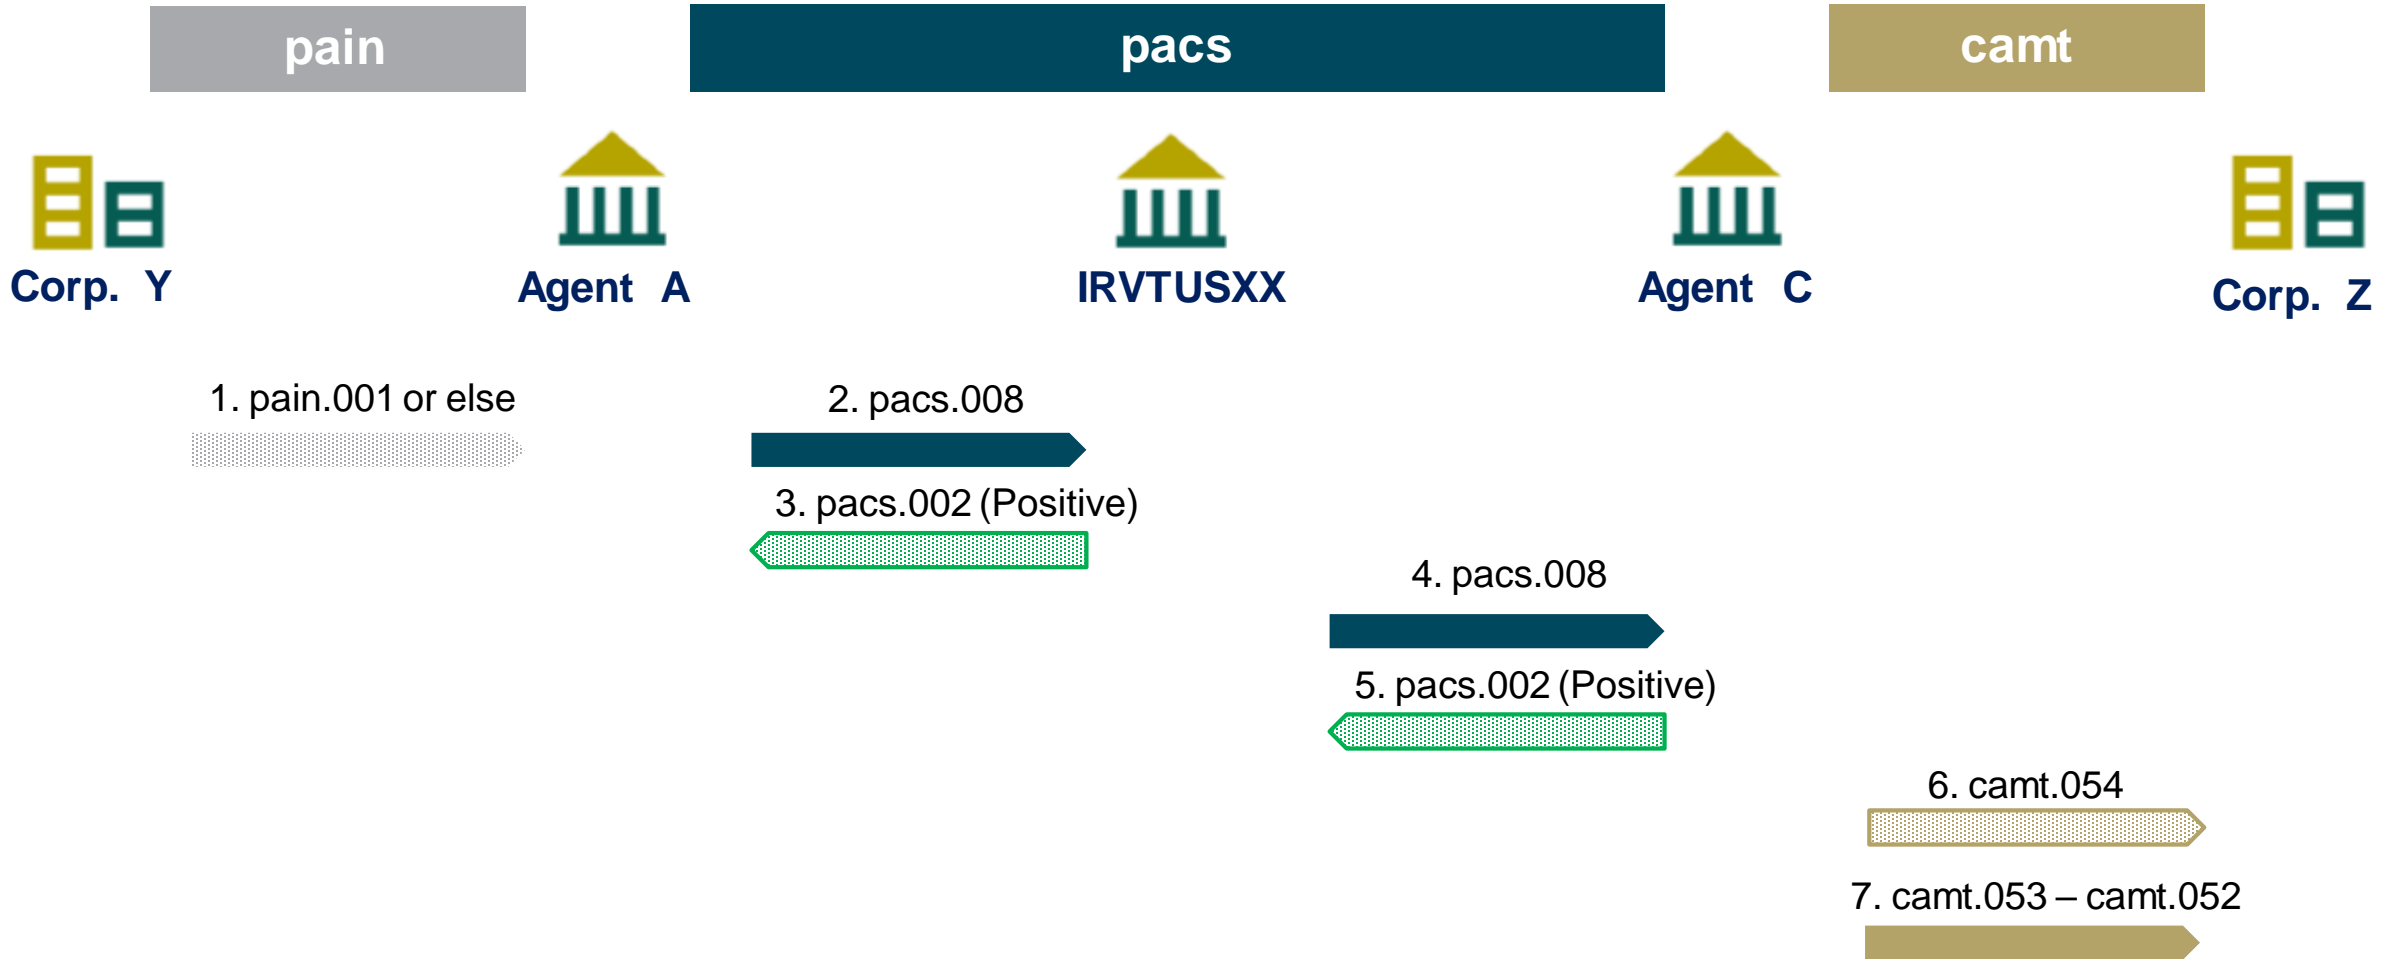 pain
pacs
camt
Corp. Y
Agent A
IRVTUSXX
Agent C
Corp. Z
1. pain.001 or else
2. pacs.008
3. pacs.002 (Positive)
4. pacs.008
5. pacs.002 (Positive)
6. camt.054
7. camt.053 – camt.052